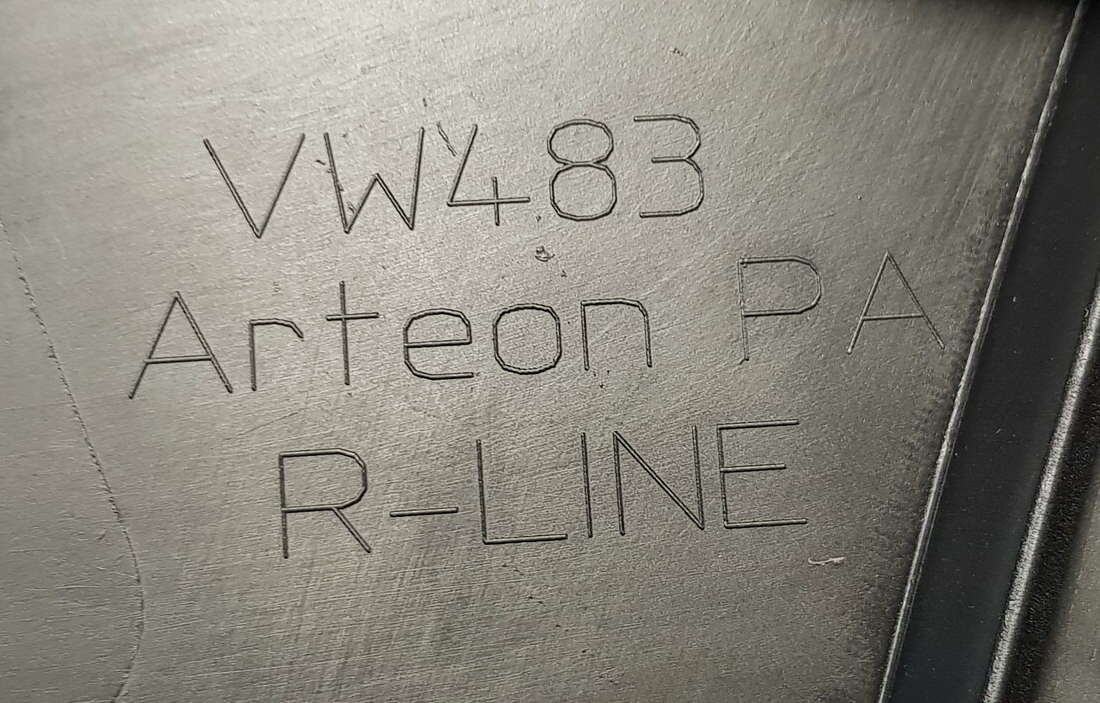 VW483
Arteon PA
R-LINE